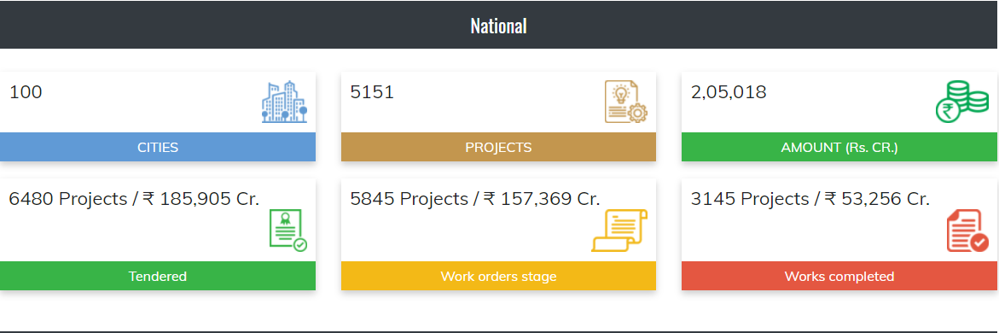 National
100
CITIES
5151
PROJECTS
2,05,018
AMOUNT (Rs. CR.)
6480 Projects / ₹ 185,905 Cr.
Tendered
5845 Projects / ₹ 157,369 Cr.
Work orders stage
3145 Projects / ₹ 53,256 Cr.
Works completed